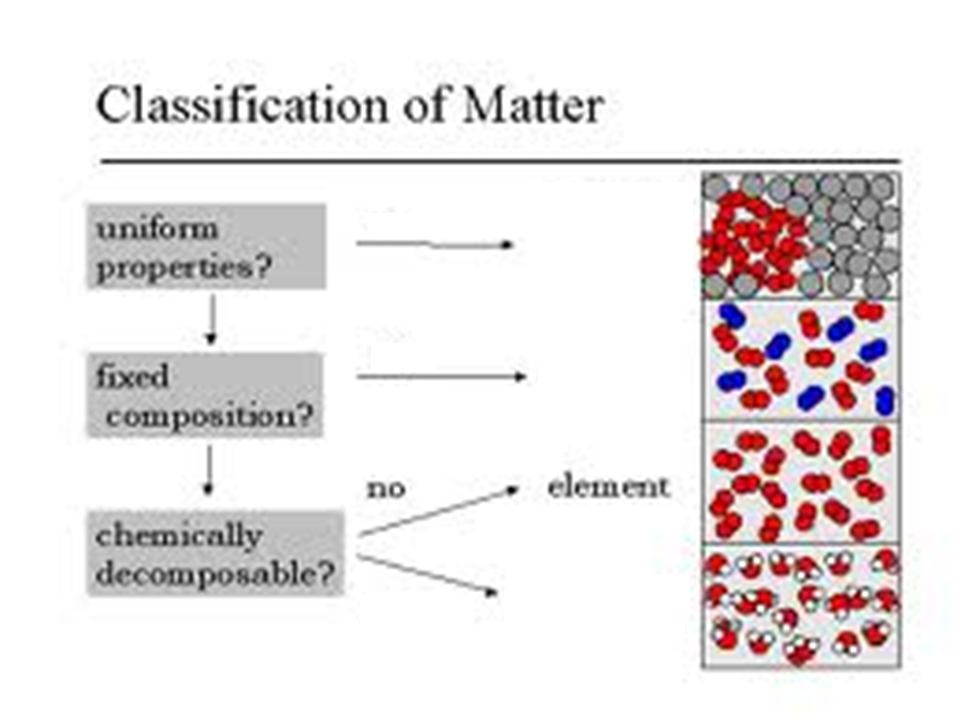 Classification of Matter
uniform
properties?
fixed
composition?
no
element
chemically
decomposable?